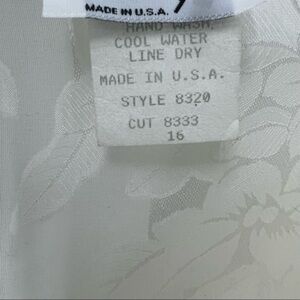 MADE IN U.S.A.
HAND WASH
COOL WATER
LINE DRY
MADE IN U.S.A.
STYLE 8320
CUT 8333
16